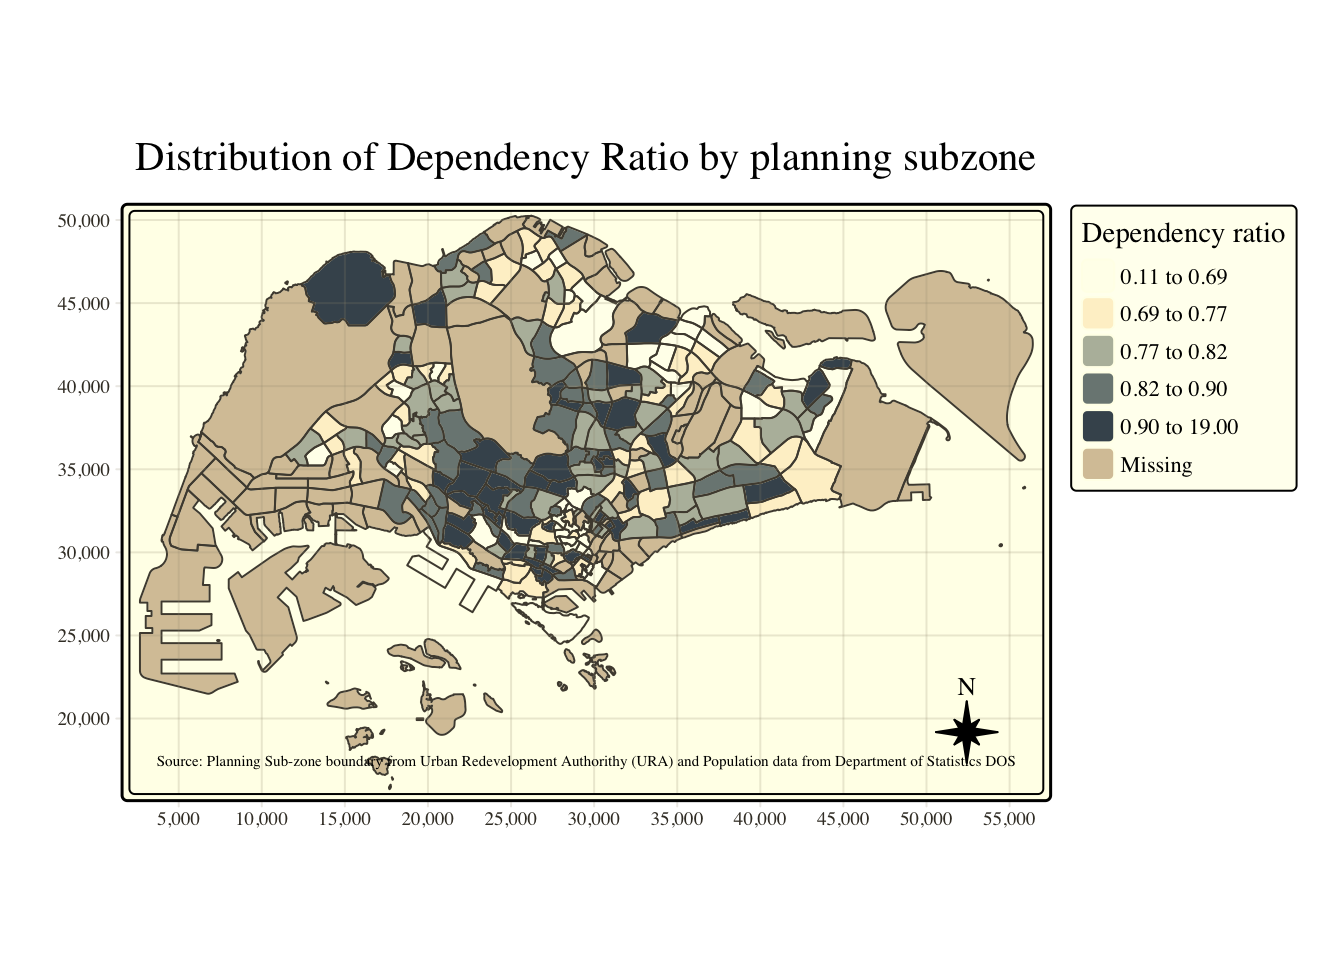 Distribution of Dependency Ratio by planning subzone
50,000
45,000
40,000
35,000
30,000
25,000
20,000
5,000 10,000 15,000 20,000 25,000 30,000 35,000 40,000 45,000 50,000 55,000
Dependency ratio
0.11 to 0.69
0.69 to 0.77
0.77 to 0.82
0.82 to 0.90
0.90 to 19.00
Missing
N
Source: Planning Sub-zone boundary from Urban Redevelopment Authorithy (URA) and Population data from Department of Statistics DOS